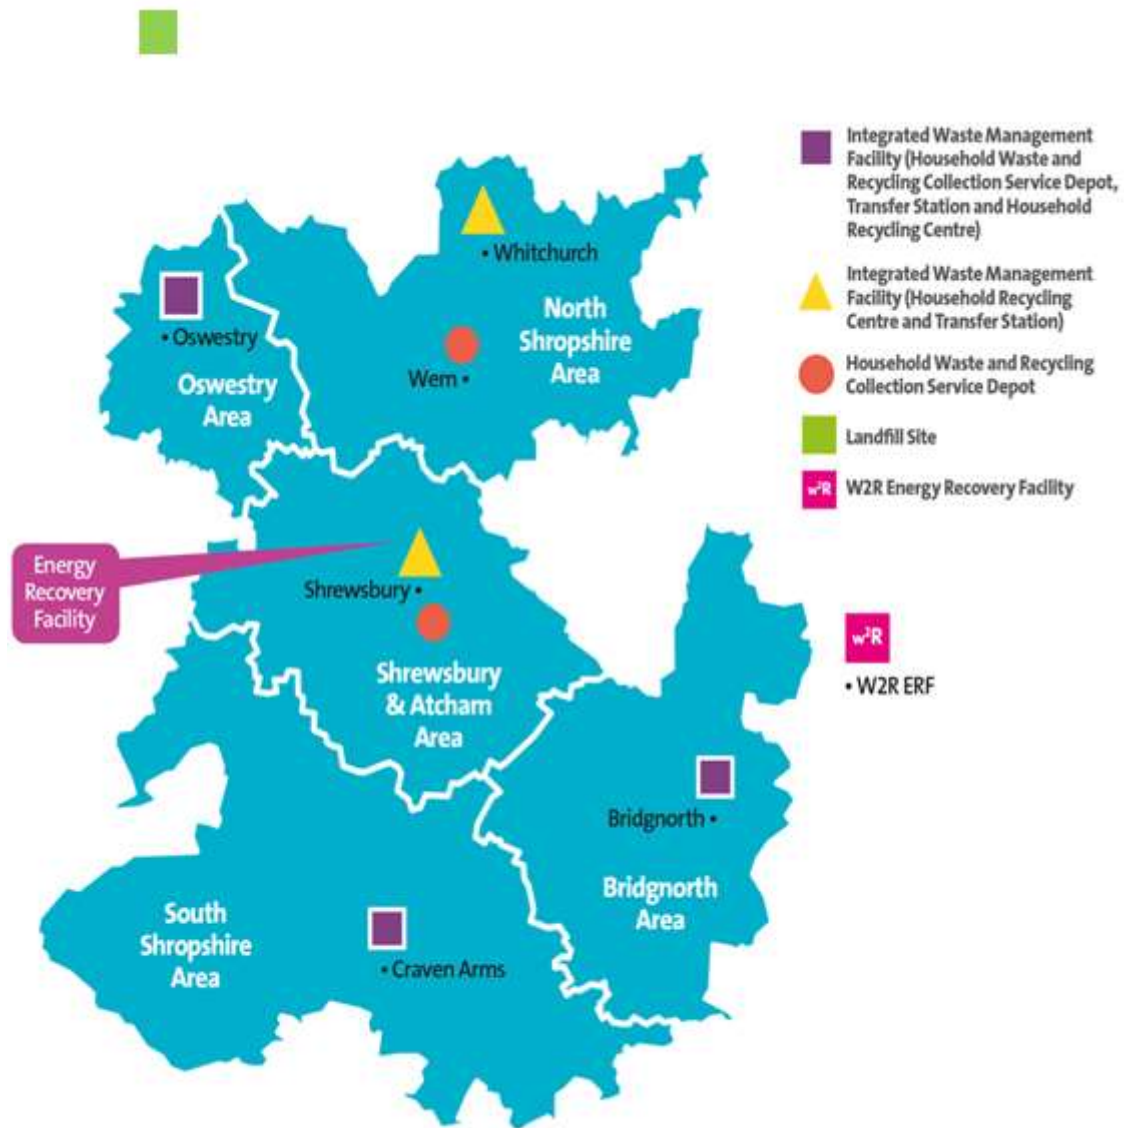 Integrated Waste Management
Facility (Household Waste and
Recycling Collection Service Depot,
Transfer Station and Household
Recycling Centre)
Integrated Waste Management
Facility (Household Recycling
Centre and Transfer Station)
Household Waste and Recycling
Collection Service Depot
Landfill Site
w²R W2R Energy Recovery Facility
• Whitchurch
• Oswestry
North
Shropshire
Area
Wem •
Oswestry
Area
Energy
Recovery
Facility
Shrewsbury •
Shrewsbury
& Atcham
Area
w²R
• W2R ERF
Bridgnorth •
Bridgnorth
Area
South
Shropshire
Area
• Craven Arms